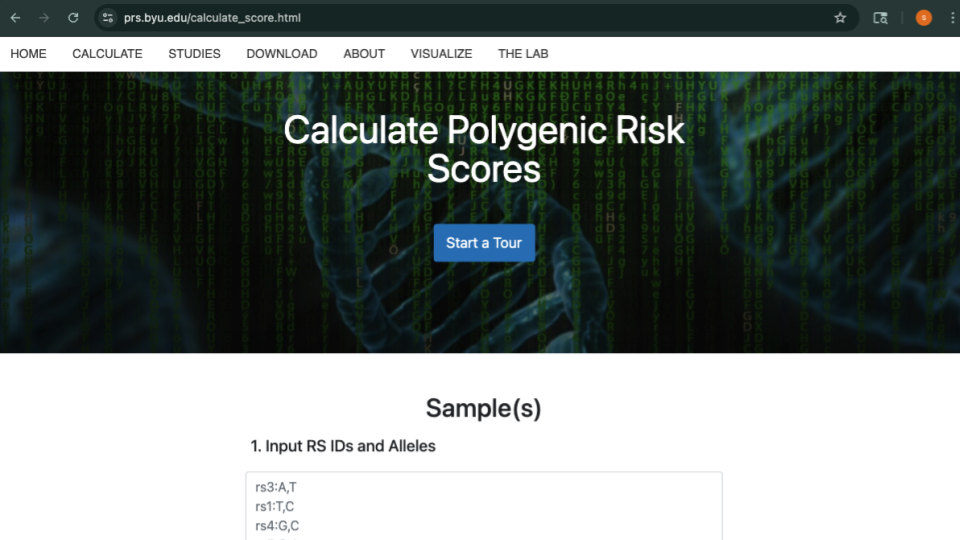 prs.byu.edu/calculate_score.html
S
HOME CALCULATE STUDIES DOWNLOAD ABOUT VISUALIZE THE LAB
Calculate Polygenic Risk
Scores
Start a Tour
Sample(s)
1. Input RS IDs and Alleles
rs3:A,T
rs1:T,C
rs4:G,C